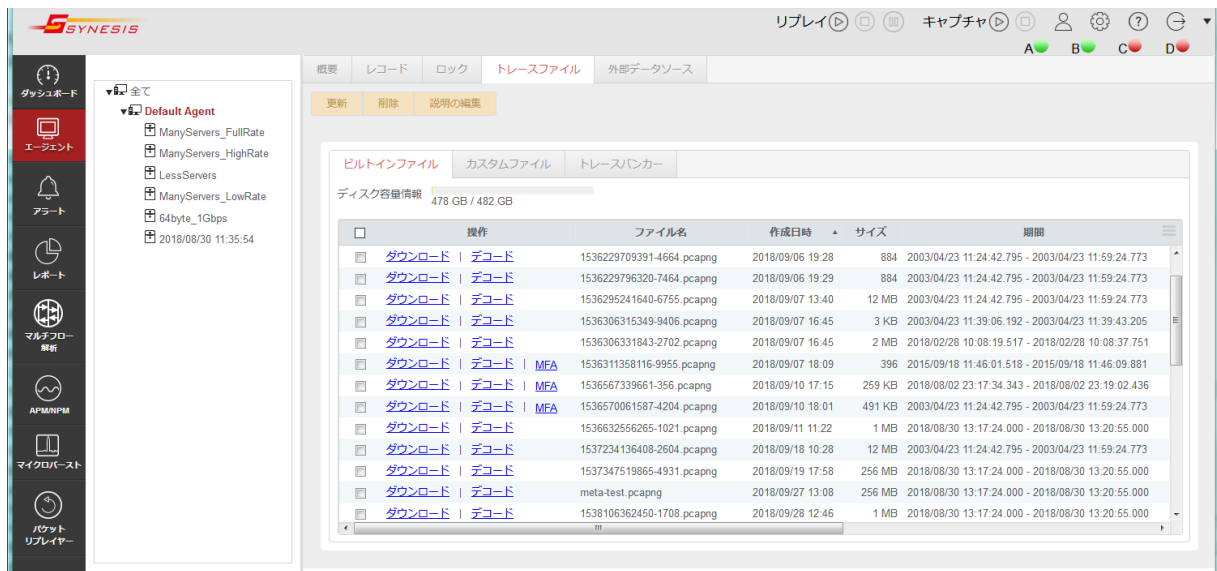 SYNESIS
リプレイ キャプチャ
A B C D
ダッシュボード
エージェント
アラート
レポート
マルチフロー
解析
APM/NPM
マイクロバースト
パケット
リプレイヤー
全て
Default Agent
ManyServers_FullRate
ManyServers_HighRate
LessServers
ManyServers_LowRate
64byte_1Gbps
2018/08/30 11:35:54
概要 レコード ロック トレースファイル 外部データソース
更新 削除 説明の編集
ビルトインファイル カスタムファイル トレースバンカー
ディスク容量情報 478 GB / 482 GB
操作 ファイル名 作成日時 サイズ 期間
ダウンロード | デコード 1536229709391-4664.pcapng 2018/09/06 19:28 884 2003/04/23 11:24:42.795 - 2003/04/23 11:59:24.773
ダウンロード | デコード 1536229796320-7464.pcapng 2018/09/06 19:29 884 2003/04/23 11:24:42.795 - 2003/04/23 11:59:24.773
ダウンロード | デコード 1536295241640-6755.pcapng 2018/09/07 13:40 12 MB 2003/04/23 11:24:42.795 - 2003/04/23 11:59:24.773
ダウンロード | デコード 1536306315349-9406.pcapng 2018/09/07 16:45 3 KB 2003/04/23 11:39:06.192 - 2003/04/23 11:39:43.205
ダウンロード | デコード 1536306331843-2702.pcapng 2018/09/07 16:45 2 MB 2018/02/28 10:08:19.517 - 2018/02/28 10:08:37.751
ダウンロード | デコード | MFA 1536311358116-9955.pcapng 2018/09/07 18:09 396 2015/09/18 11:46:01.518 - 2015/09/18 11:46:09.881
ダウンロード | デコード | MFA 1536567339661-356.pcapng 2018/09/10 17:15 259 KB 2018/08/02 23:17:34.343 - 2018/08/02 23:19:02.436
ダウンロード | デコード | MFA 1536570061587-4204.pcapng 2018/09/10 18:01 491 KB 2003/04/23 11:24:42.795 - 2003/04/23 11:59:24.773
ダウンロード | デコード 1536632556265-1021.pcapng 2018/09/11 11:22 1 MB 2018/08/30 13:17:24.000 - 2018/08/30 13:20:55.000
ダウンロード | デコード 1537234136408-2604.pcapng 2018/09/18 10:28 12 MB 2003/04/23 11:24:42.795 - 2003/04/23 11:59:24.773
ダウンロード | デコード 1537347519865-4931.pcapng 2018/09/19 17:58 256 MB 2018/08/30 13:17:24.000 - 2018/08/30 13:20:55.000
ダウンロード | デコード meta-test.pcapng 2018/09/27 13:08 256 MB 2018/08/30 13:17:24.000 - 2018/08/30 13:20:55.000
ダウンロード | デコード 1538106362450-1708.pcapng 2018/09/28 12:46 1 MB 2018/08/30 13:17:24.000 - 2018/08/30 13:20:55.000